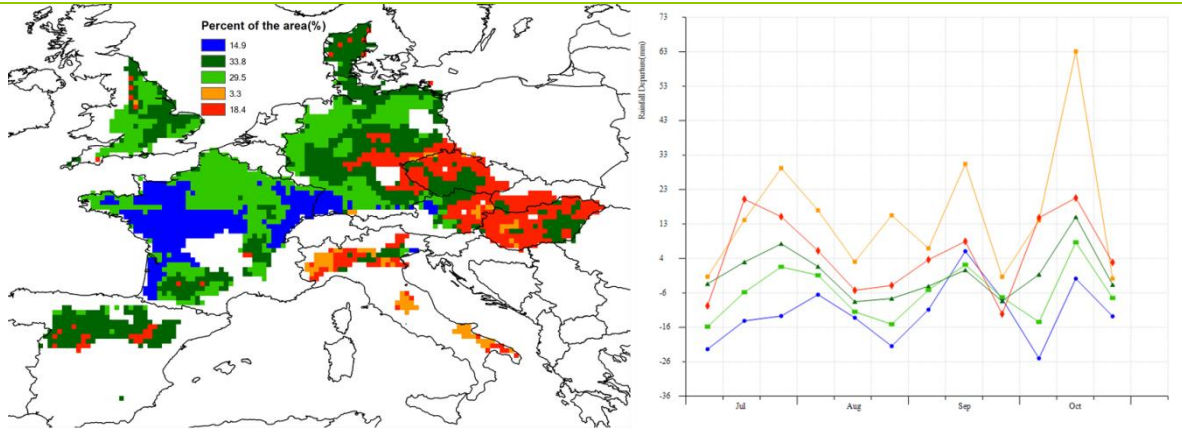 Percent of the area(%)
14.9
33.8
29.5
3.3
18.4
Rainfall Departure(mm)
73
63
53
43
33
23
13
4
-6
-16
-26
-36
Jul
Aug
Sep
Oct